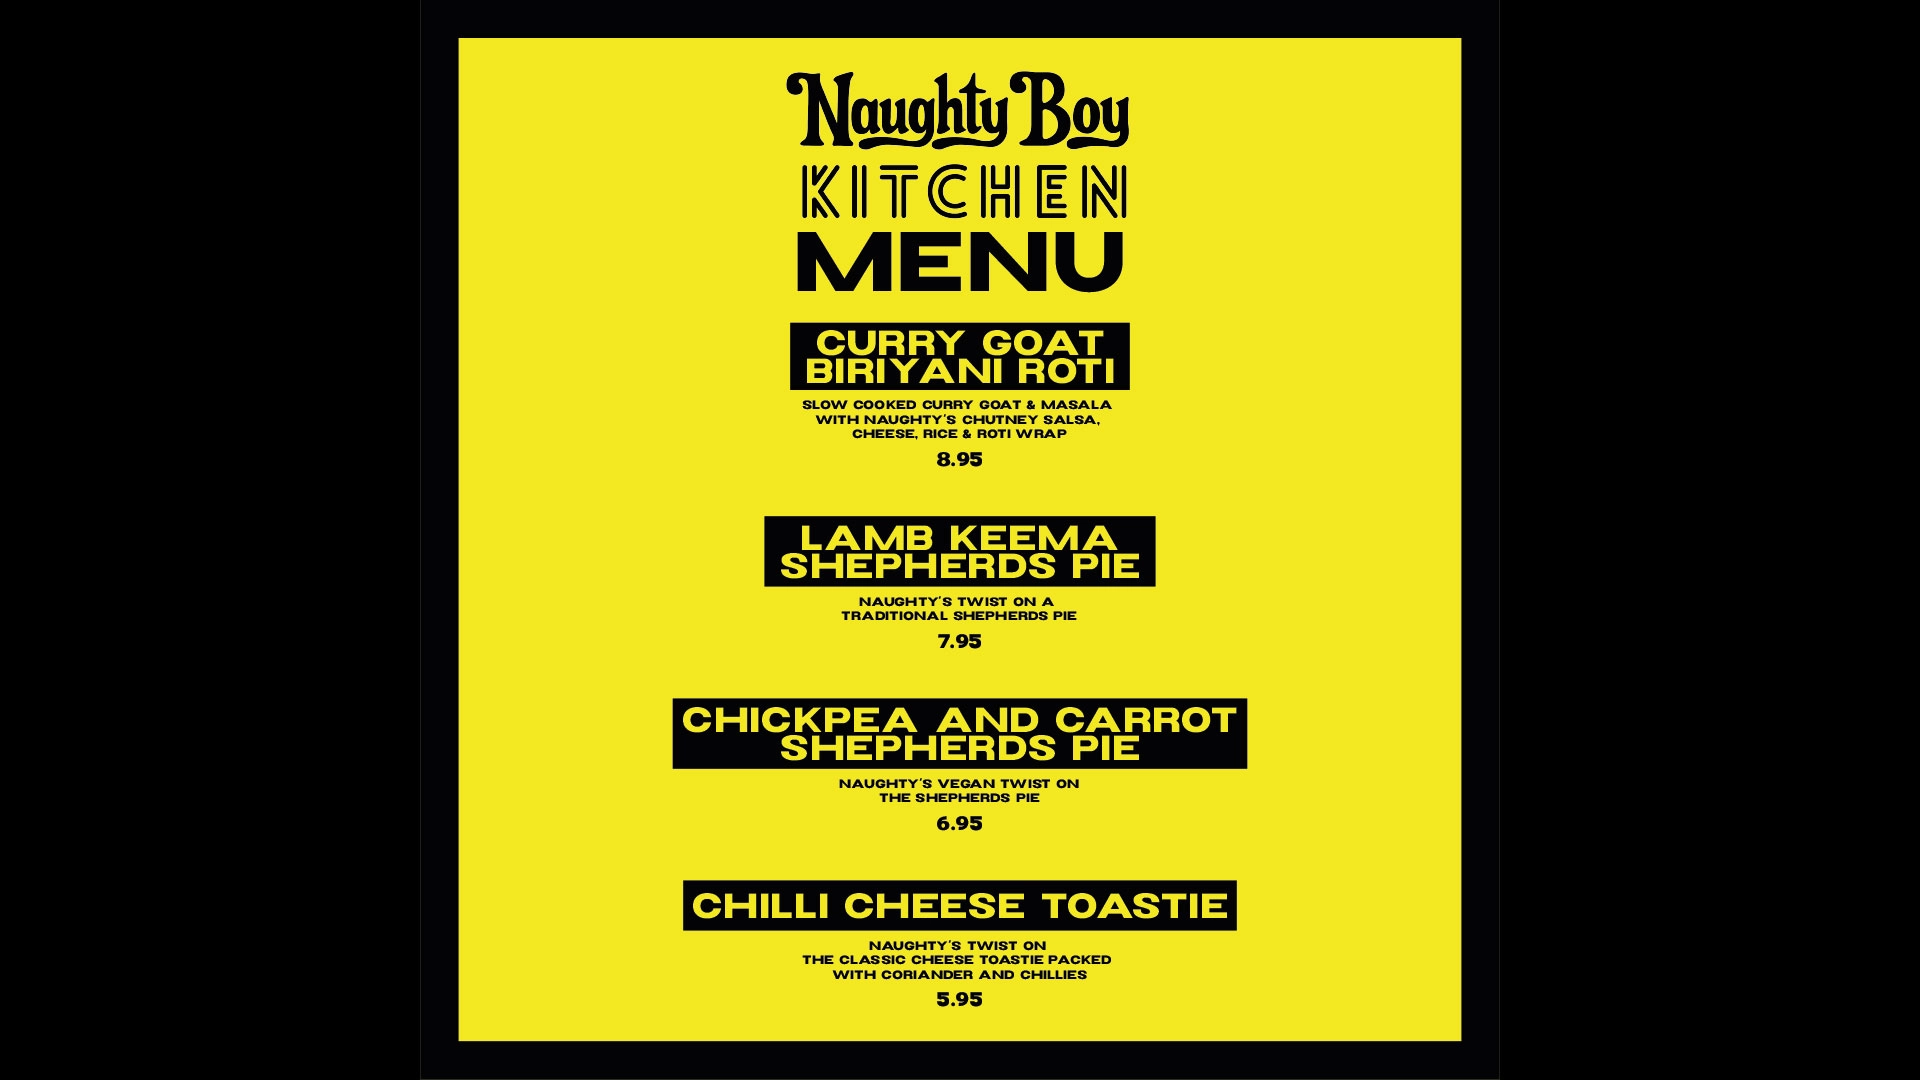 Naughty Boy
KITCHEN
MENU
CURRY GOAT
BIRIYANI ROTI
SLOW COOKED CURRY GOAT & MASALA
WITH NAUGHTY'S CHUTNEY SALSA,
CHEESE, RICE & ROTI WRAP
8.95
LAMB KEEMA
SHEPHERDS PIE
NAUGHTY'S TWIST ON A
TRADITIONAL SHEPHERDS PIE
7.95
CHICKPEA AND CARROT
SHEPHERDS PIE
NAUGHTY'S VEGAN TWIST ON
THE SHEPHERDS PIE
6.95
CHILLI CHEESE TOASTIE
NAUGHTY'S TWIST ON
THE CLASSIC CHEESE TOASTIE PACKED
WITH CORIANDER AND CHILLIES
5.95